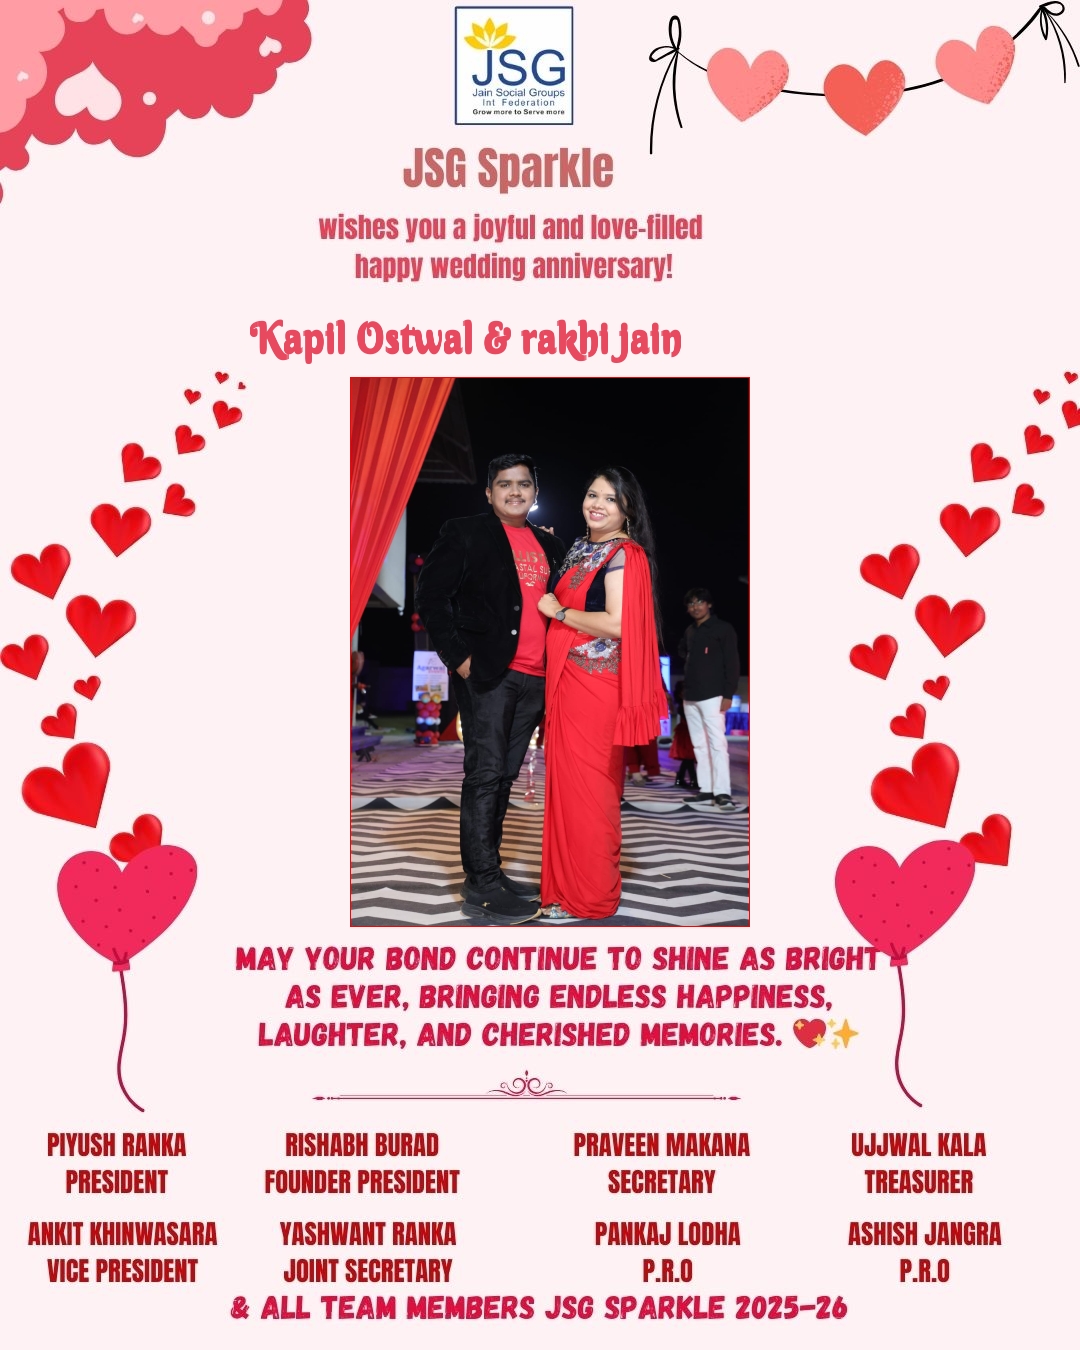 JSG
Jain Social Groups
Int Federation
Grow more to Serve more
JSG Sparkle
wishes you a joyful and love-filled
happy wedding anniversary!
Kapil Ostwal & rakhi jain
MAY YOUR BOND CONTINUE TO SHINE AS BRIGHT
AS EVER, BRINGING ENDLESS HAPPINESS,
LAUGHTER, AND CHERISHED MEMORIES. 💖✨
PIYUSH RANKA
PRESIDENT
RISHABH BURAD
FOUNDER PRESIDENT
PRAVEEN MAKANA
SECRETARY
UJJWAL KALA
TREASURER
ANKIT KHINWASARA
VICE PRESIDENT
YASHWANT RANKA
JOINT SECRETARY
PANKAJ LODHA
P.R.O
ASHISH JANGRA
P.R.O
& ALL TEAM MEMBERS JSG SPARKLE 2025-26